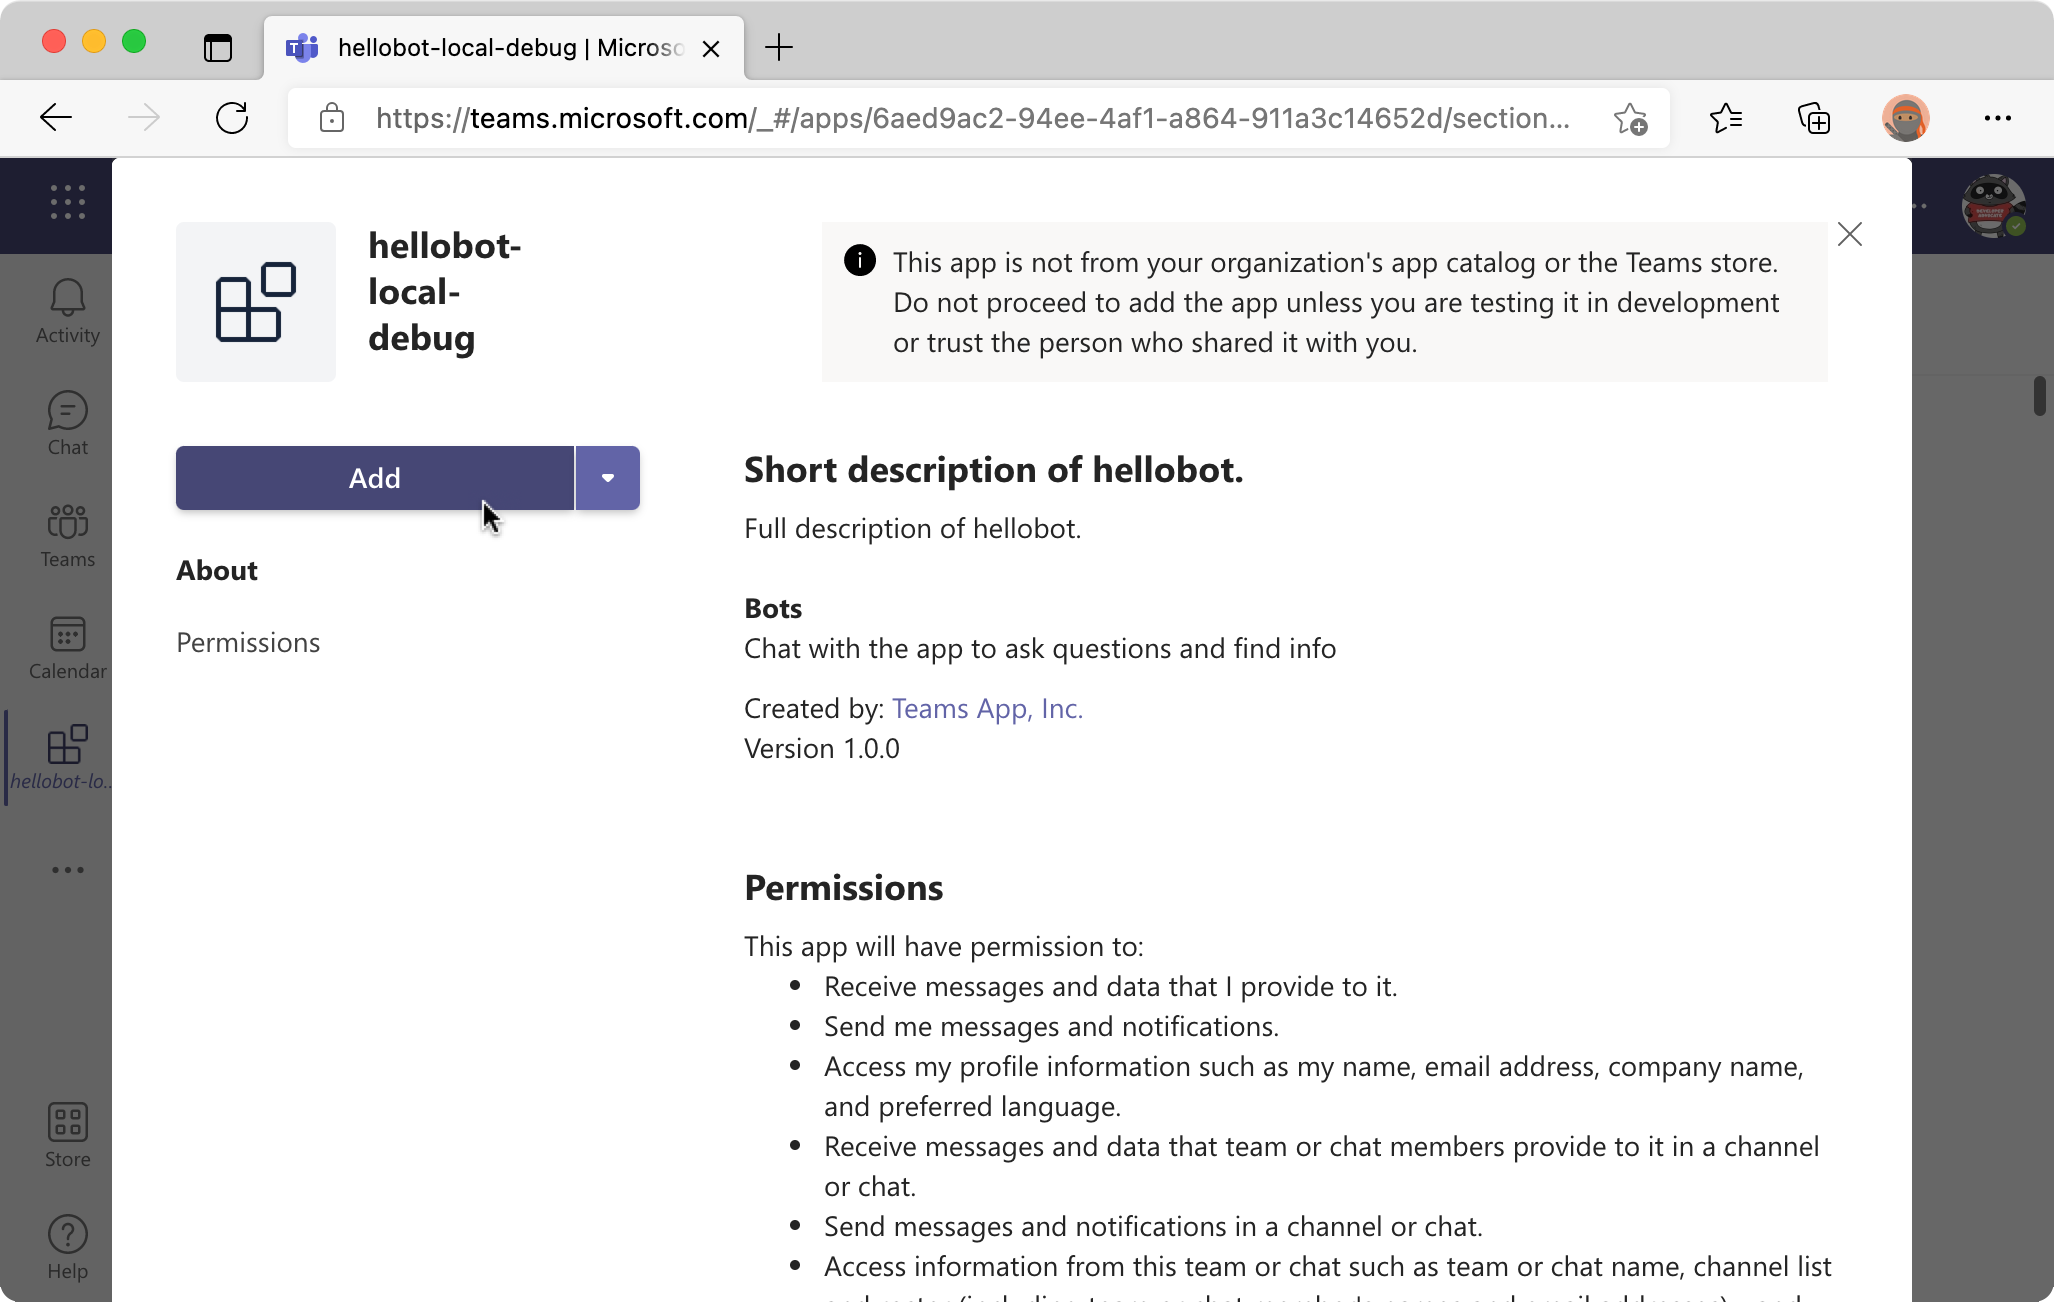 hellobot-local-debug | Microso
https://teams.microsoft.com/_#/apps/6aed9ac2-94ee-4af1-a864-911a3c14652d/section...
Activity
Chat
Teams
Calendar
hellobot-lo..
Store
Help
hellobot-
local-
debug
This app is not from your organization's app catalog or the Teams store.
Do not proceed to add the app unless you are testing it in development
or trust the person who shared it with you.
Add
About
Permissions
Short description of hellobot.
Full description of hellobot.
Bots
Chat with the app to ask questions and find info
Created by: Teams App, Inc.
Version 1.0.0
Permissions
This app will have permission to:
• Receive messages and data that I provide to it.
• Send me messages and notifications.
• Access my profile information such as my name, email address, company name,
and preferred language.
• Receive messages and data that team or chat members provide to it in a channel
or chat.
• Send messages and notifications in a channel or chat.
• Access information from this team or chat such as team or chat name, channel list